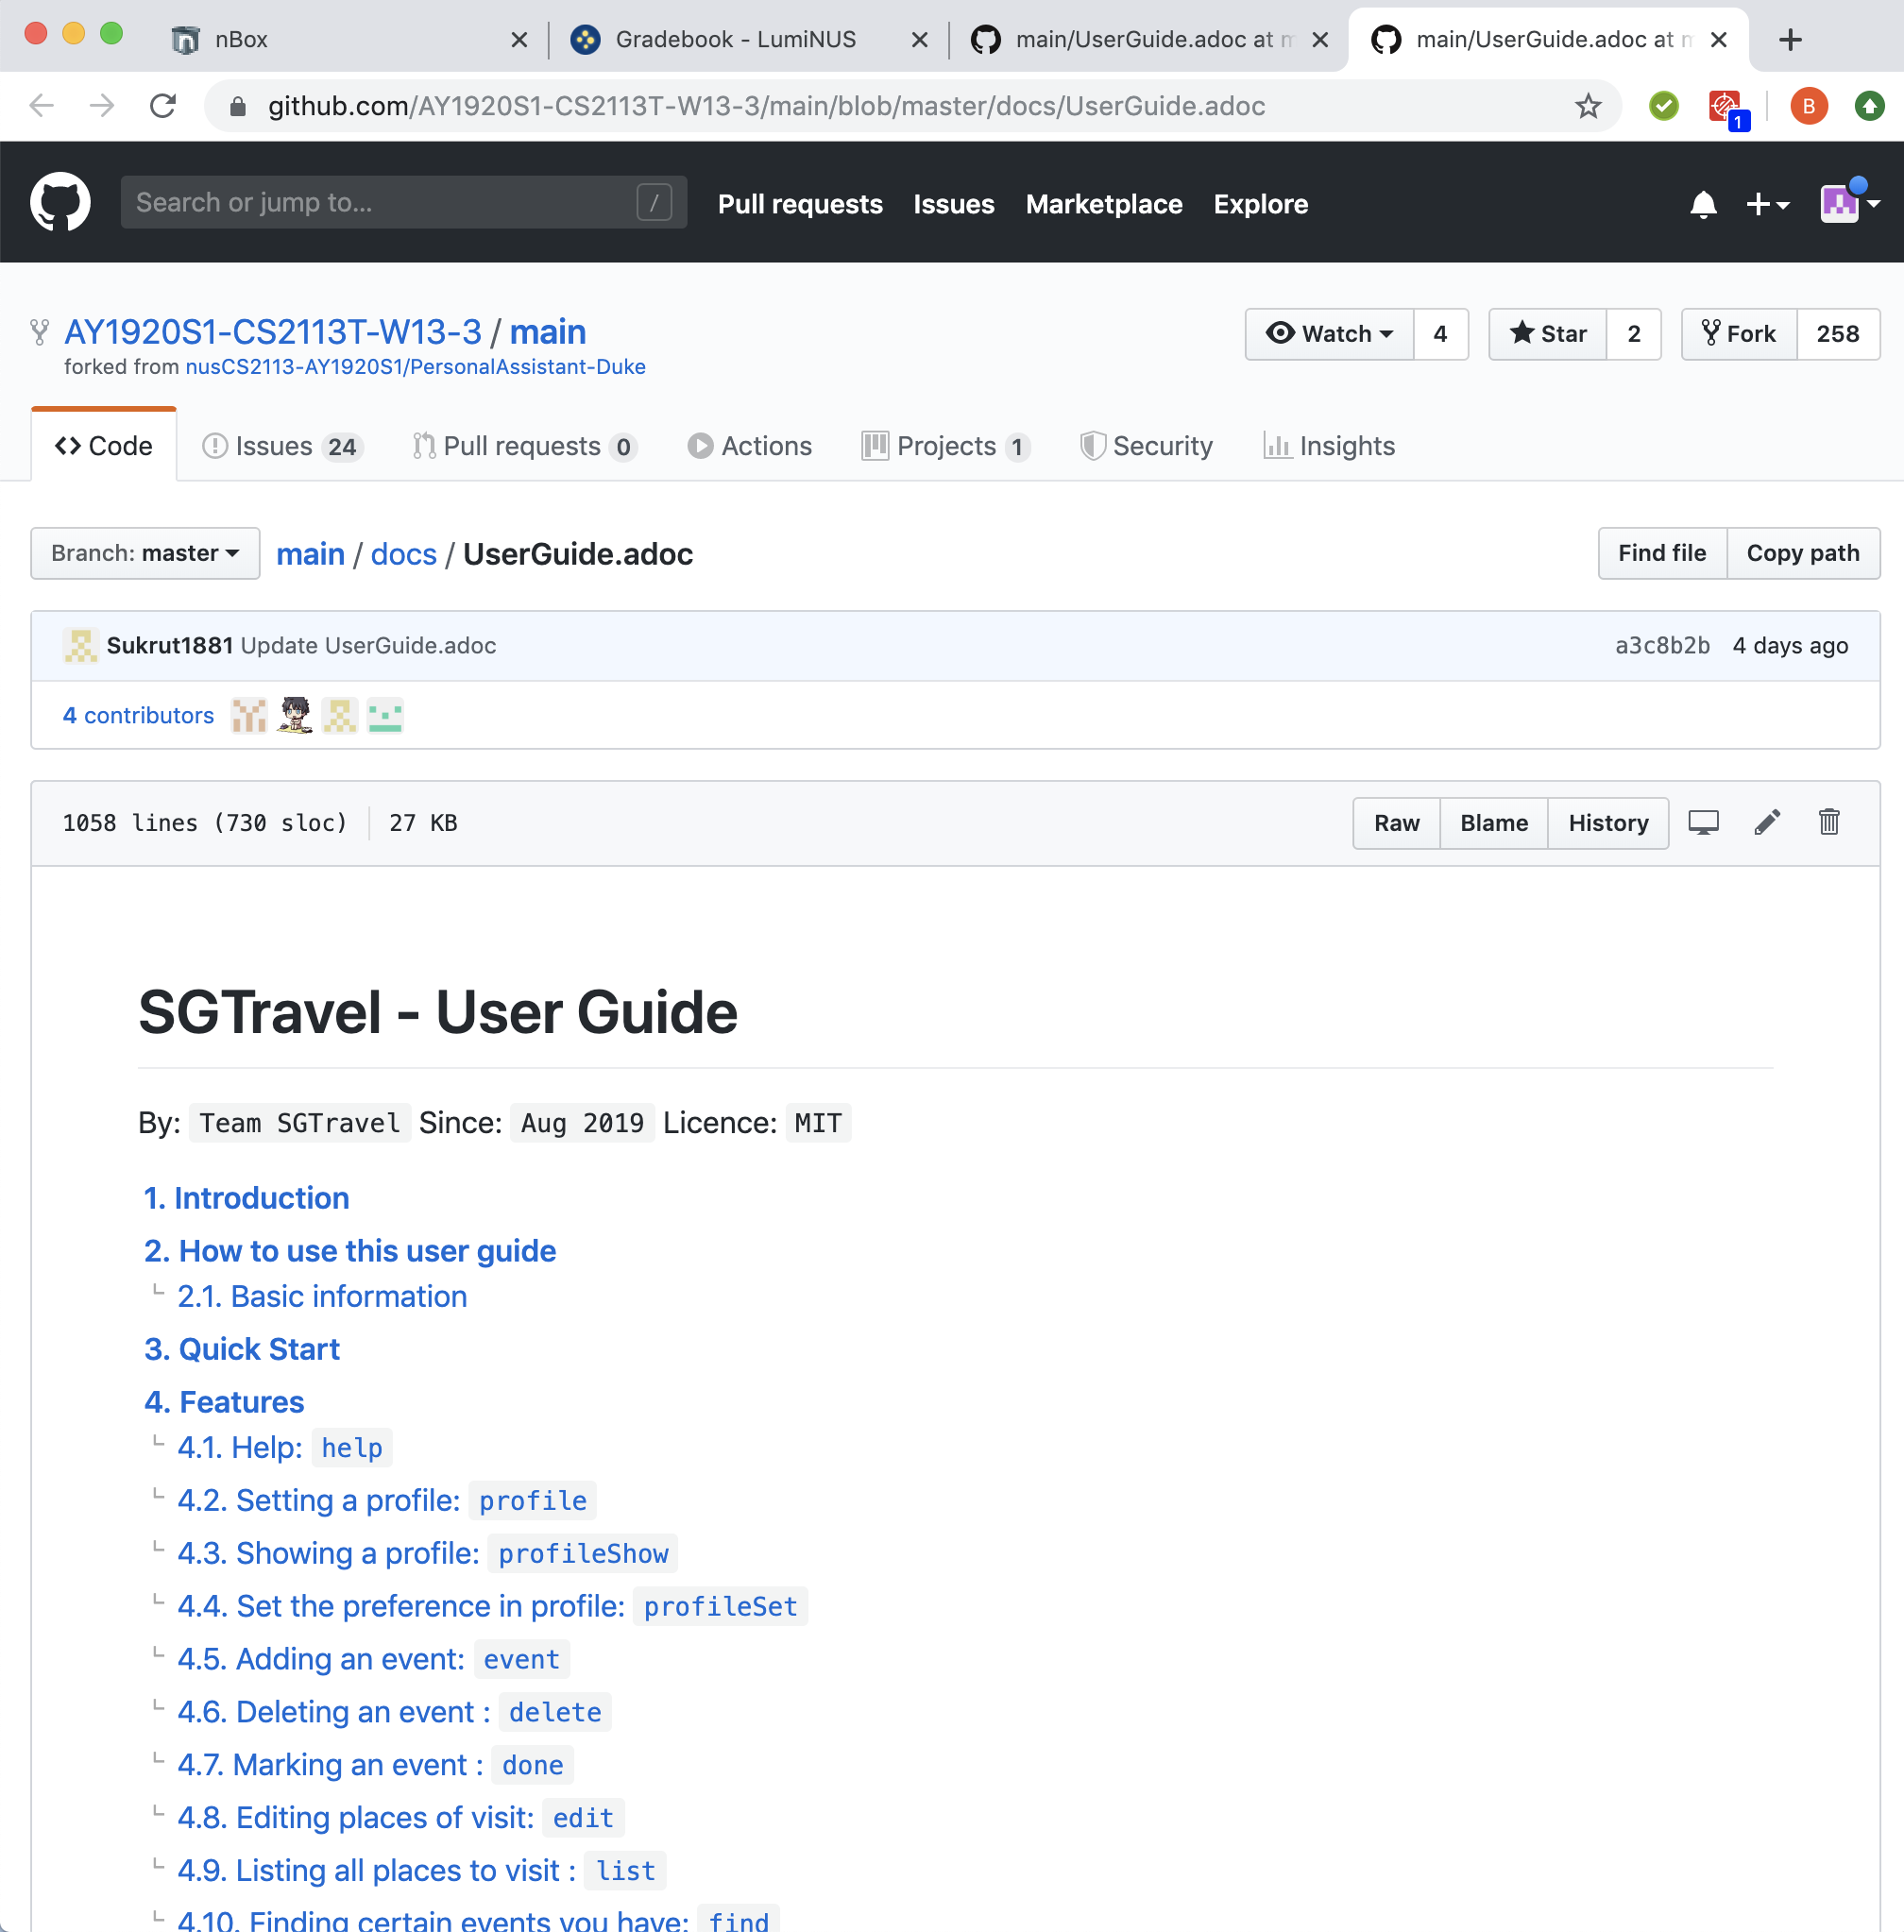 nBox
Gradebook - LumiNUS
main/UserGuide.adoc at m
main/UserGuide.adoc at m
github.com/AY1920S1-CS2113T-W13-3/main/blob/master/docs/UserGuide.adoc
1
B
Search or jump to...
/
Pull requests Issues Marketplace Explore
AY1920S1-CS2113T-W13-3 / main
Watch 4
Star 2
Fork 258
forked from nusCS2113-AY1920S1/PersonalAssistant-Duke
Code
Issues 24
Pull requests 0
Actions
Projects 1
Security
Insights
Branch: master
main / docs / UserGuide.adoc
Find file
Copy path
Sukrut1881 Update UserGuide.adoc
a3c8b2b 4 days ago
4 contributors
1058 lines (730 sloc) 27 KB
Raw
Blame
History
SGTravel - User Guide
By: Team SGTravel Since: Aug 2019 Licence: MIT
1. Introduction
2. How to use this user guide
2.1. Basic information
3. Quick Start
4. Features
4.1. Help: help
4.2. Setting a profile: profile
4.3. Showing a profile: profileShow
4.4. Set the preference in profile: profileSet
4.5. Adding an event: event
4.6. Deleting an event : delete
4.7. Marking an event : done
4.8. Editing places of visit: edit
4.9. Listing all places to visit : list
4.10. Finding certain events you have: find